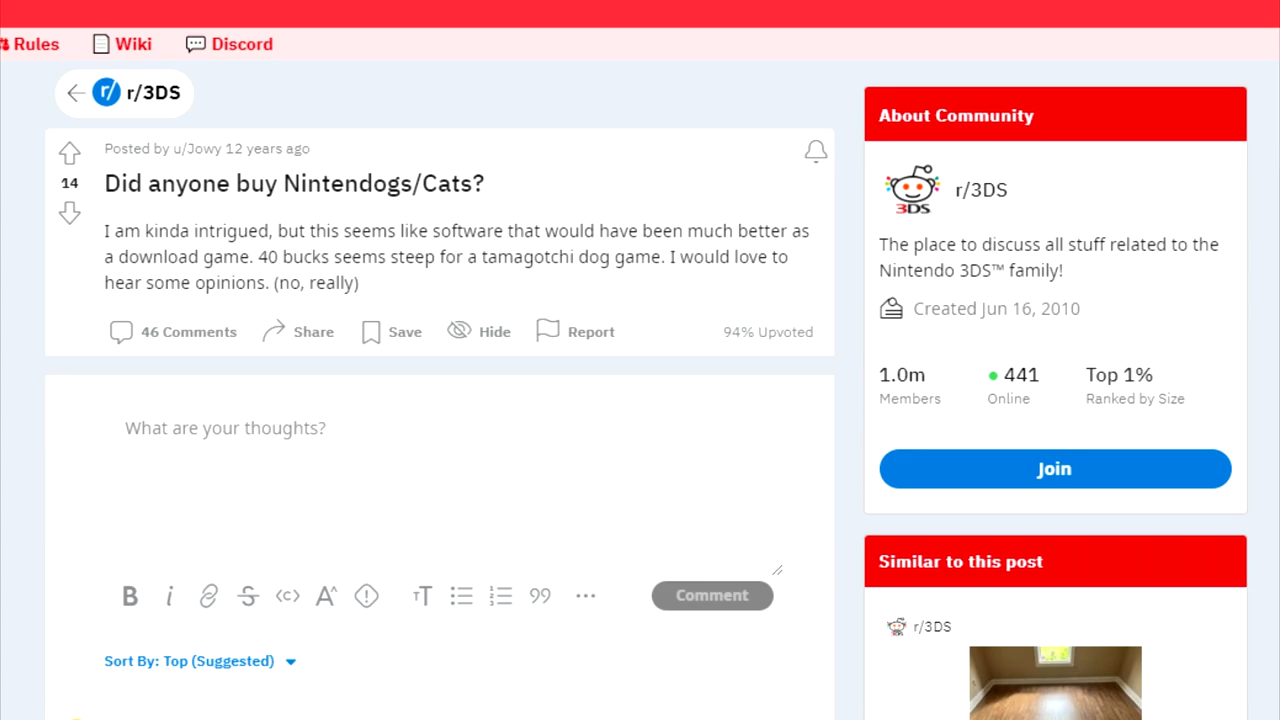 Rules
Wiki
Discord
r/ r/3DS
Posted by u/Jowy 12 years ago
14
Did anyone buy Nintendogs/Cats?
I am kinda intrigued, but this seems like software that would have been much better as
a download game. 40 bucks seems steep for a tamagotchi dog game. I would love to
hear some opinions. (no, really)
46 Comments
Share
Save
Hide
Report
94% Upvoted
What are your thoughts?
B i S <c> A ! TT 99 ...
Comment
Sort By: Top (Suggested)
About Community
3DS
r/3DS
The place to discuss all stuff related to the
Nintendo 3DS™ family!
Created Jun 16, 2010
1.0m 441 Top 1%
Members Online Ranked by Size
Join
Similar to this post
r/3DS